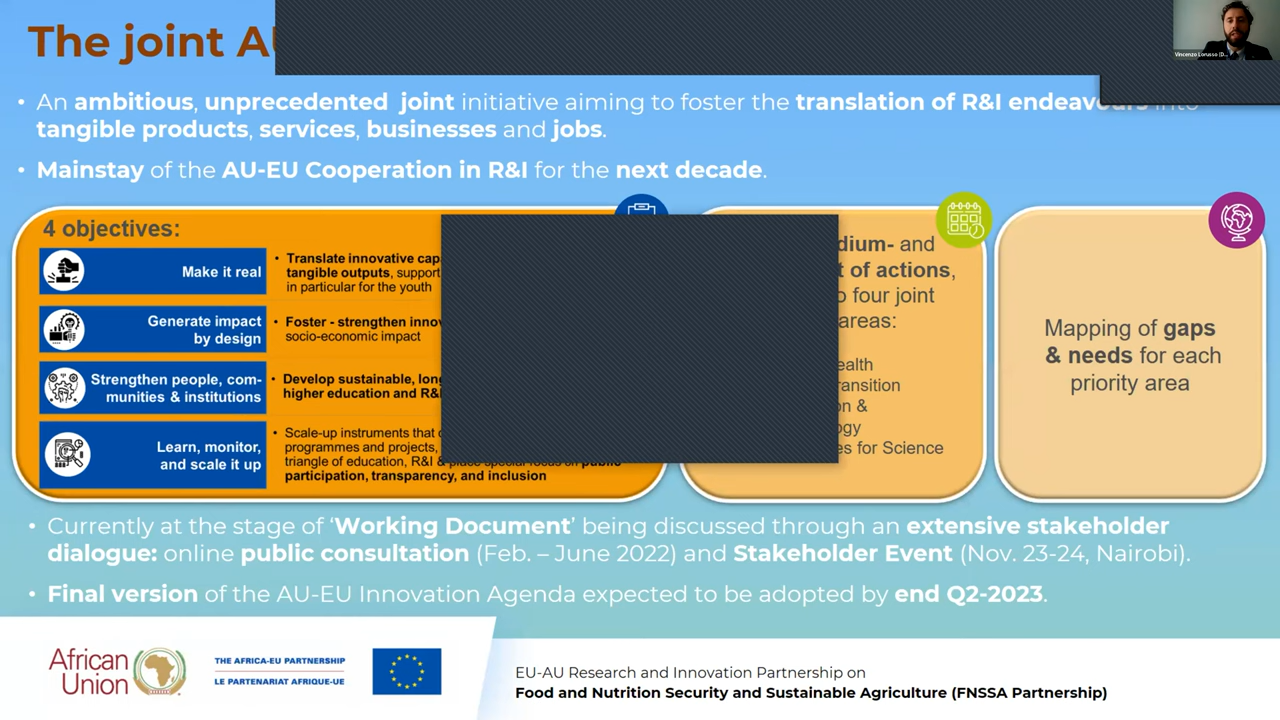 The joint AU
Vincenzo Lorusso (D...
• An ambitious, unprecedented joint initiative aiming to foster the translation of R&I endeavours into
tangible products, services, businesses and jobs.
• Mainstay of the AU-EU Cooperation in R&I for the next decade.
4 objectives:
Make it real
• Translate innovative
tangible outputs, support
in particular for the youth
Generate impact
by design
• Foster - strengthen
socio-economic impact
Strengthen people, com-
munities & institutions
• Develop sustainable,
higher education and
Learn, monitor,
and scale it up
• Scale-up instruments that
programmes and projects,
triangle of education, R&I & place special focus on public
participation, transparency, and inclusion
and
of actions,
four joint
areas:
&
for Science
Mapping of gaps
& needs for each
priority area
• Currently at the stage of ‘Working Document’ being discussed through an extensive stakeholder
dialogue: online public consultation (Feb. – June 2022) and Stakeholder Event (Nov. 23-24, Nairobi).
• Final version of the AU-EU Innovation Agenda expected to be adopted by end Q2-2023.
African
Union
THE AFRICA-EU PARTNERSHIP
LE PARTENARIAT AFRIQUE-UE
EU-AU Research and Innovation Partnership on
Food and Nutrition Security and Sustainable Agriculture (FNSSA Partnership)